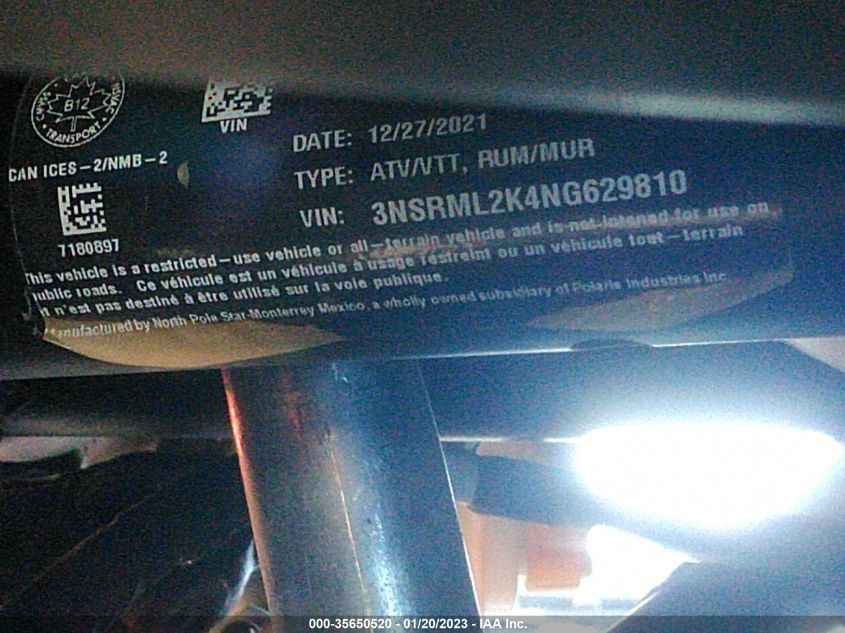 B12
TRANSPORT
VIN
CAN ICES-2/NMB-2
7180897
DATE: 12/27/2021
TYPE: ATV/VTT, RUM/MUR
VIN: 3NSRML2K4NG629810
This vehicle is a restricted-use vehicle or all-terrain vehicle and is not intended for use on
public roads. Ce véhicule est un véhicule à usage restreint ou un véhicule tout-terrain
et n'est pas destiné à être utilisé sur la voie publique.
Manufactured by North Pole Star-Monterrey Mexico, a wholly owned subsidiary of Polaris Industries Inc
000-35650520 - 01/20/2023 - IAA Inc.